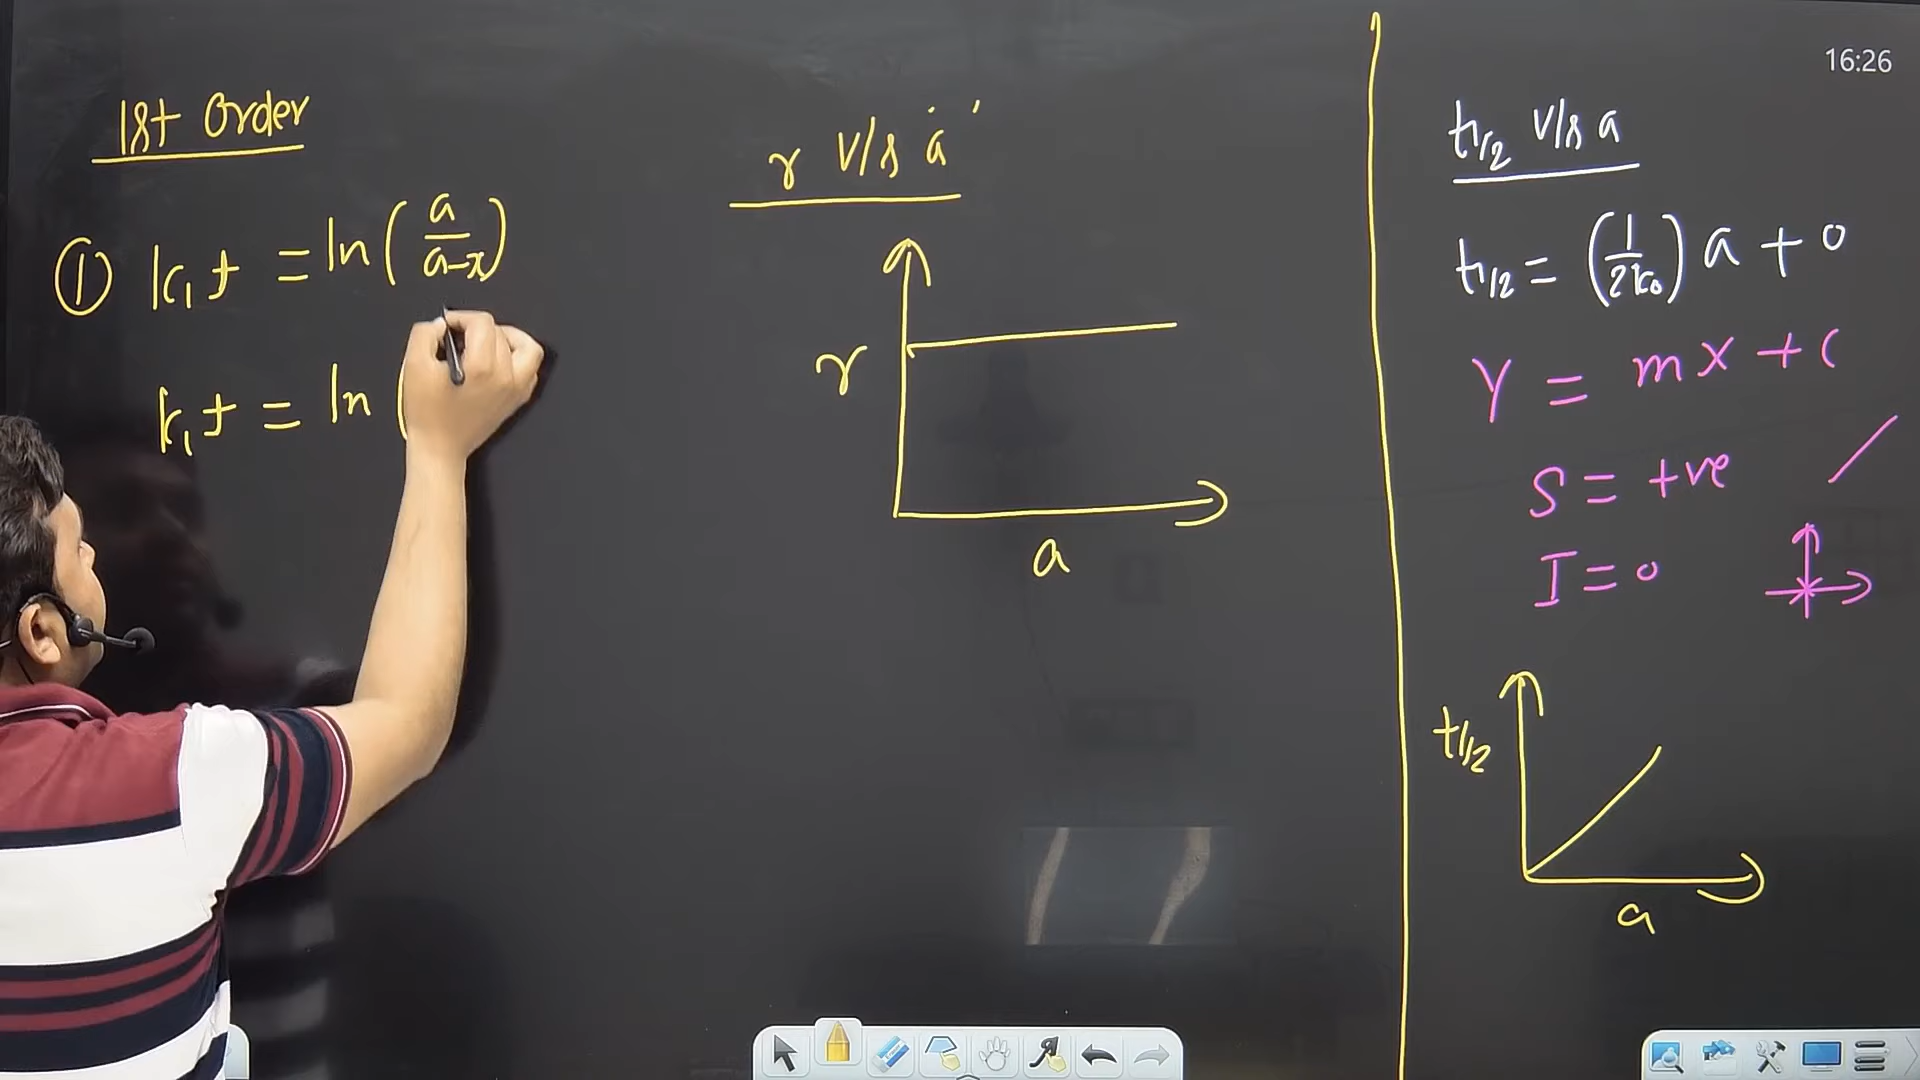 16:26
1st Order
① k₁t = ln(a/a-x)
k₁t = ln (
r v/s 'a'
r
a
t1/2 v/s a
t1/2 = (1/2k₀) a + 0
Y = mx + C
S = +ve
I = 0
t1/2
a